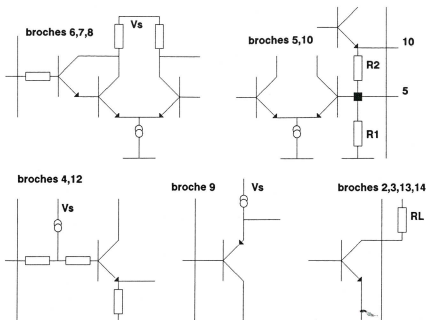 broches 6,7,8
Vs
broches 5,10
10
R2
5
R1
broches 4,12
Vs
broche 9
Vs
broches 2,3,13,14
RL